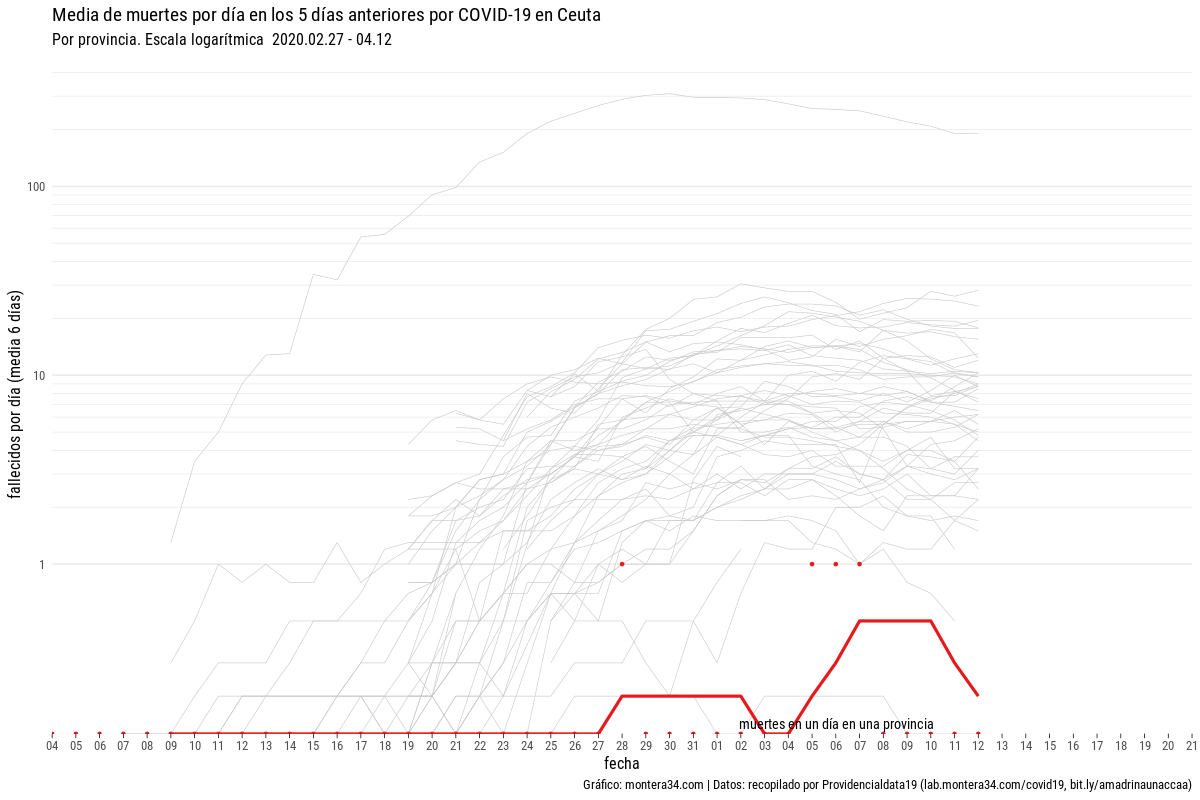 Media de muertes por día en los 5 días anteriores por COVID-19 en Ceuta
Por provincia. Escala logarítmica 2020.02.27 - 04.12
fallecidos por día (media 6 días)
100
10
1
muertes en un día en una provincia
04 05 06 07 08 09 10 11 12 13 14 15 16 17 18 19 20 21 22 23 24 25 26 27 28 29 30 31 01 02 03 04 05 06 07 08 09 10 11 12 13 14 15 16 17 18 19 20 21
fecha
Gráfico: montera34.com | Datos: recopilado por Providencialdata19 (lab.montera34.com/covid19, bit.ly/amadrinaunaccaa)